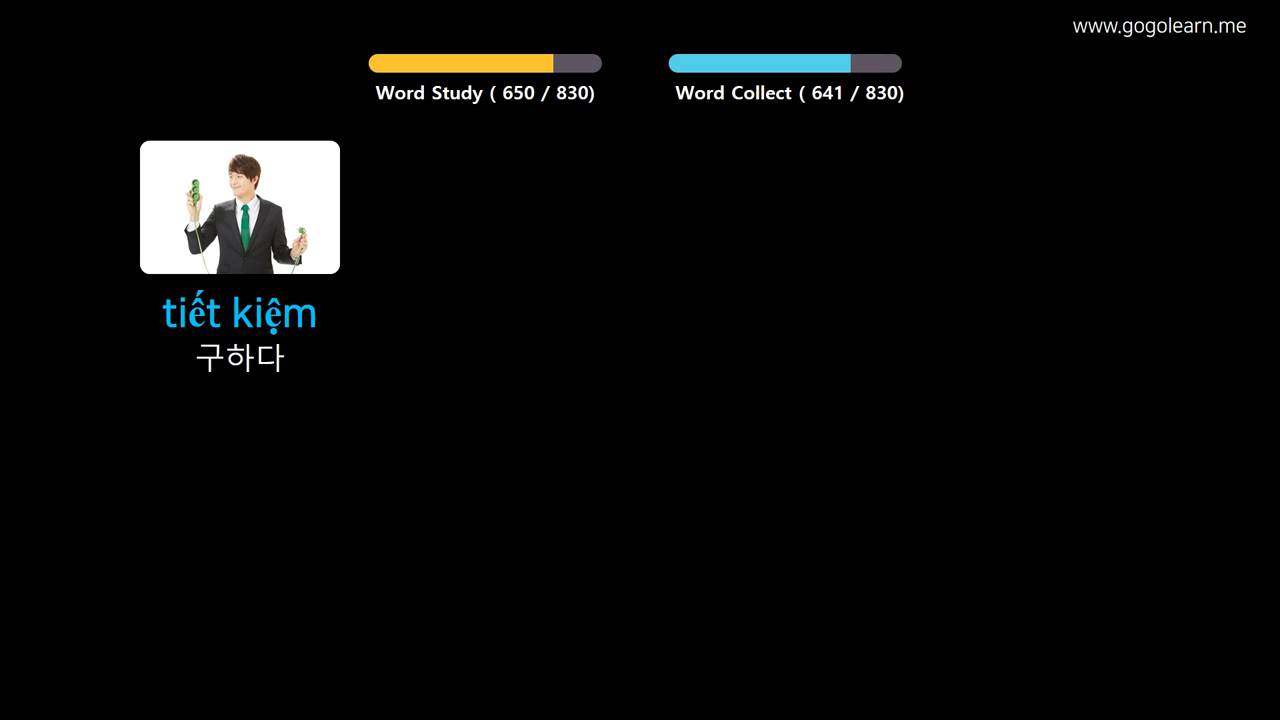 www.gogolearn.me
Word Study ( 650 / 830)
Word Collect ( 641 / 830)
tiết kiệm
구하다